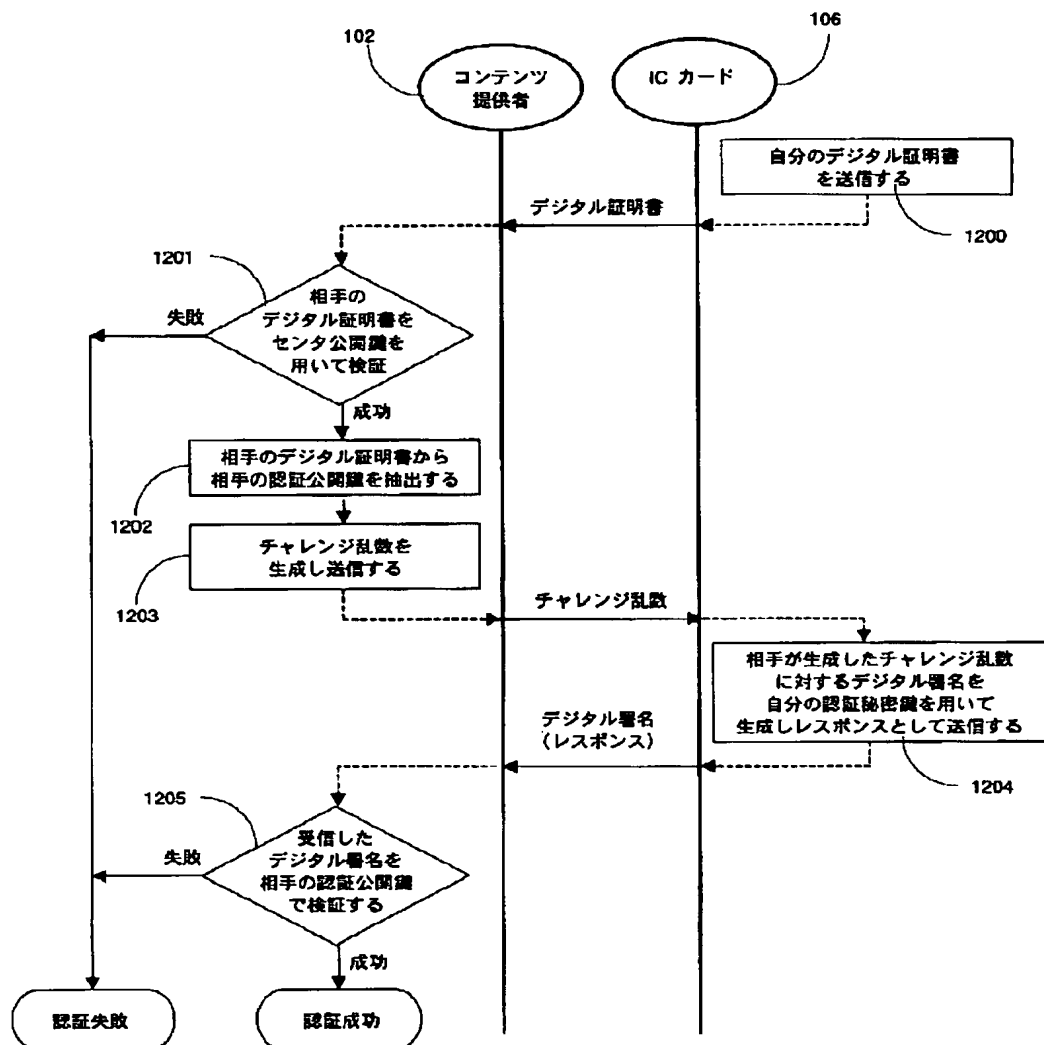 102
106
コンテンツ
提供者
IC カード
自分のデジタル証明書
を送信する
1200
デジタル証明書
1201
失敗
相手の
デジタル証明書を
センタ公開鍵を
用いて検証
成功
相手のデジタル証明書から
相手の認証公開鍵を抽出する
1202
チャレンジ乱数を
生成し送信する
1203
チャレンジ乱数
相手が生成したチャレンジ乱数
に対するデジタル署名を
自分の認証秘密鍵を用いて
生成しレスポンスとして送信する
1204
デジタル署名
(レスポンス)
1205
失敗
受信した
デジタル署名を
相手の認証公開鍵
で検証する
成功
認証失敗
認証成功